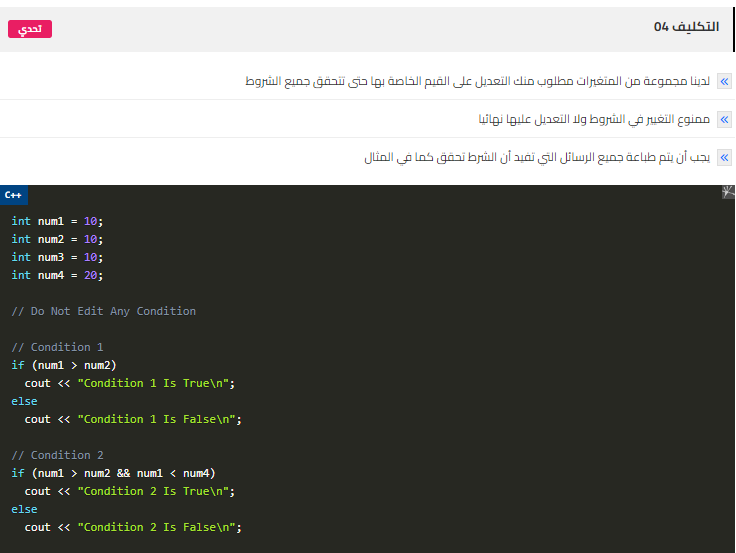 التكليف 04
تحدي
لدينا مجموعة من المتغيرات مطلوب منك التعديل على القيم الخاصة بها حتى تتحقق جميع الشروط
ممنوع التغيير في الشروط ولا التعديل عليها نهائيا
يجب أن يتم طباعة جميع الرسائل التي تفيد أن الشرط تحقق كما في المثال
C++
int num1 = 10;
int num2 = 10;
int num3 = 10;
int num4 = 20;
// Do Not Edit Any Condition
// Condition 1
if (num1 > num2)
  cout << "Condition 1 Is True\n";
else
  cout << "Condition 1 Is False\n";
// Condition 2
if (num1 > num2 && num1 < num4)
  cout << "Condition 2 Is True\n";
else
  cout << "Condition 2 Is False\n";